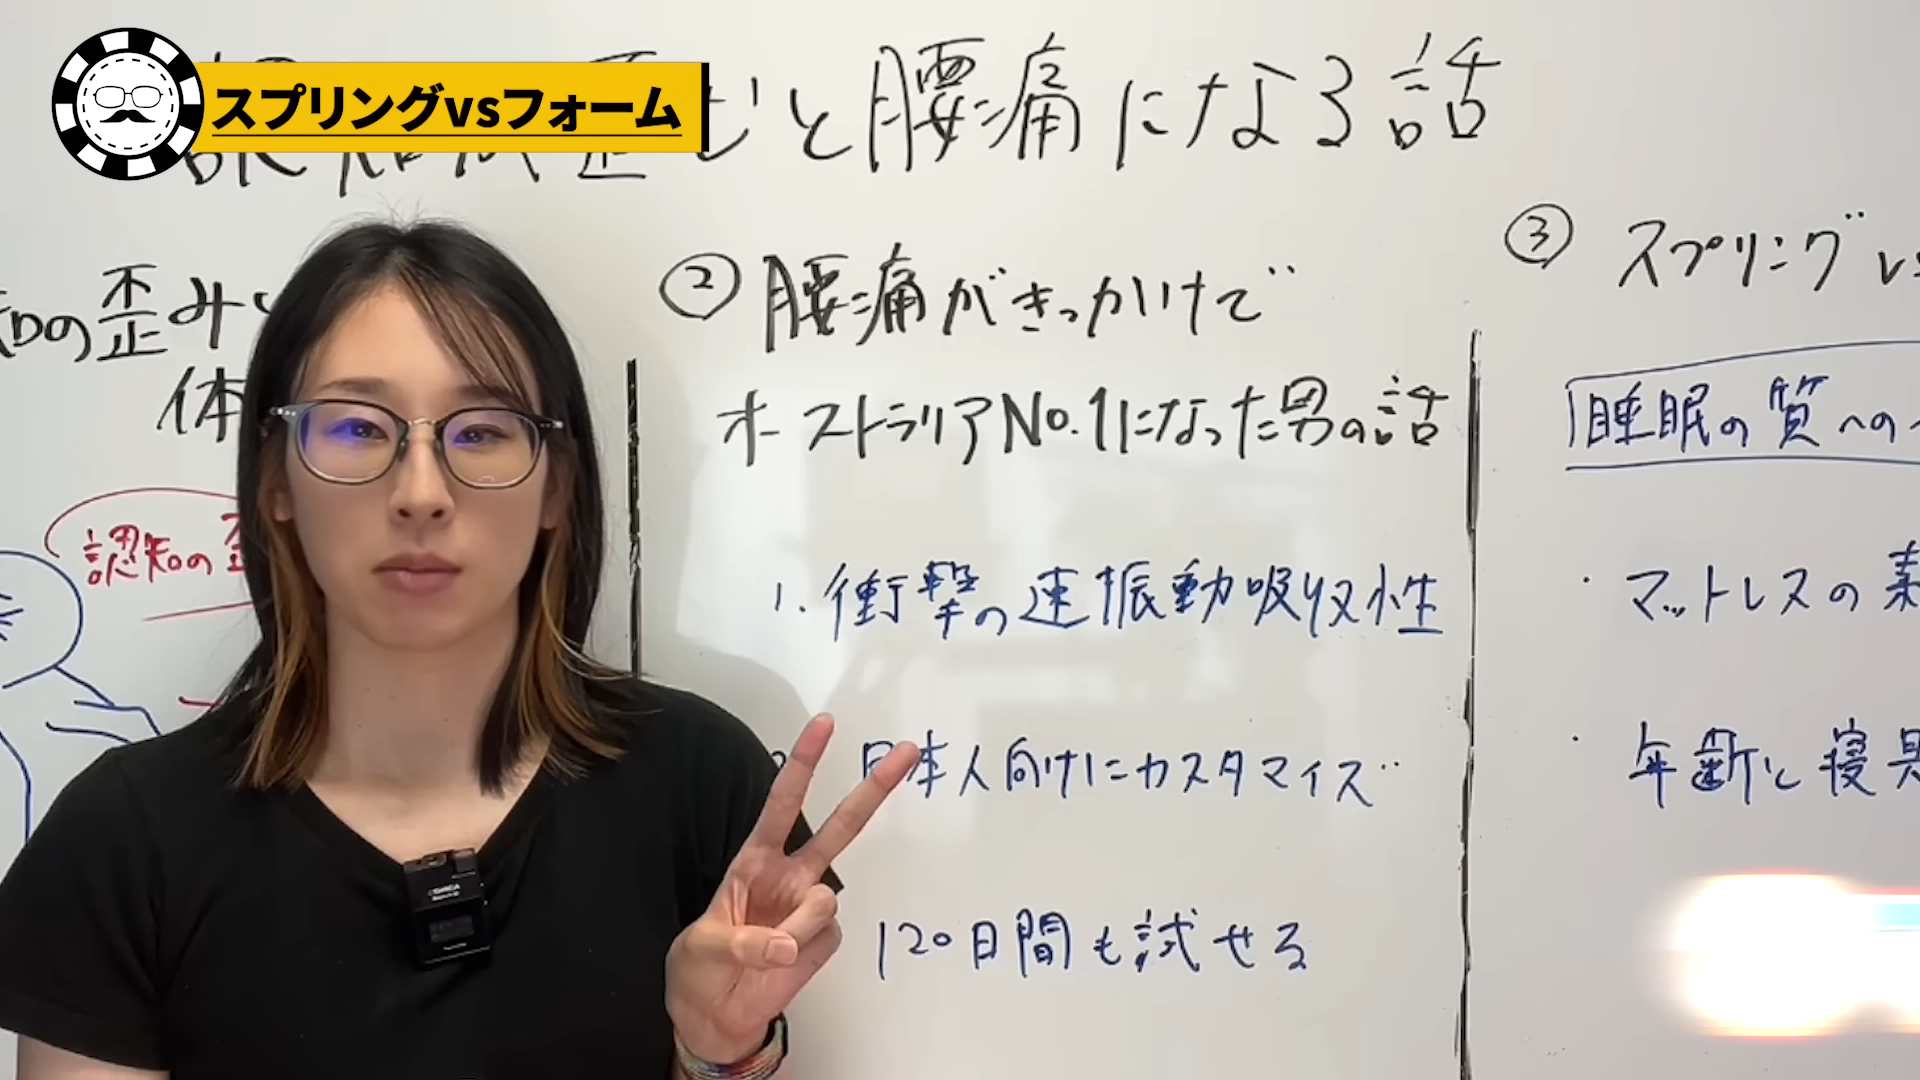 スプリングvsフォーム
と腰痛になる話
の歪み
体
認知の歪
② 腰痛がきっかけで
オーストラリアNo.1になった男の話
1. 衝撃の速振動吸収性
日本人向けにカスタマイズ
120日間も試せる
③ スプリング vs
睡眠の質への
・マットレスの素
・年齢と寝具